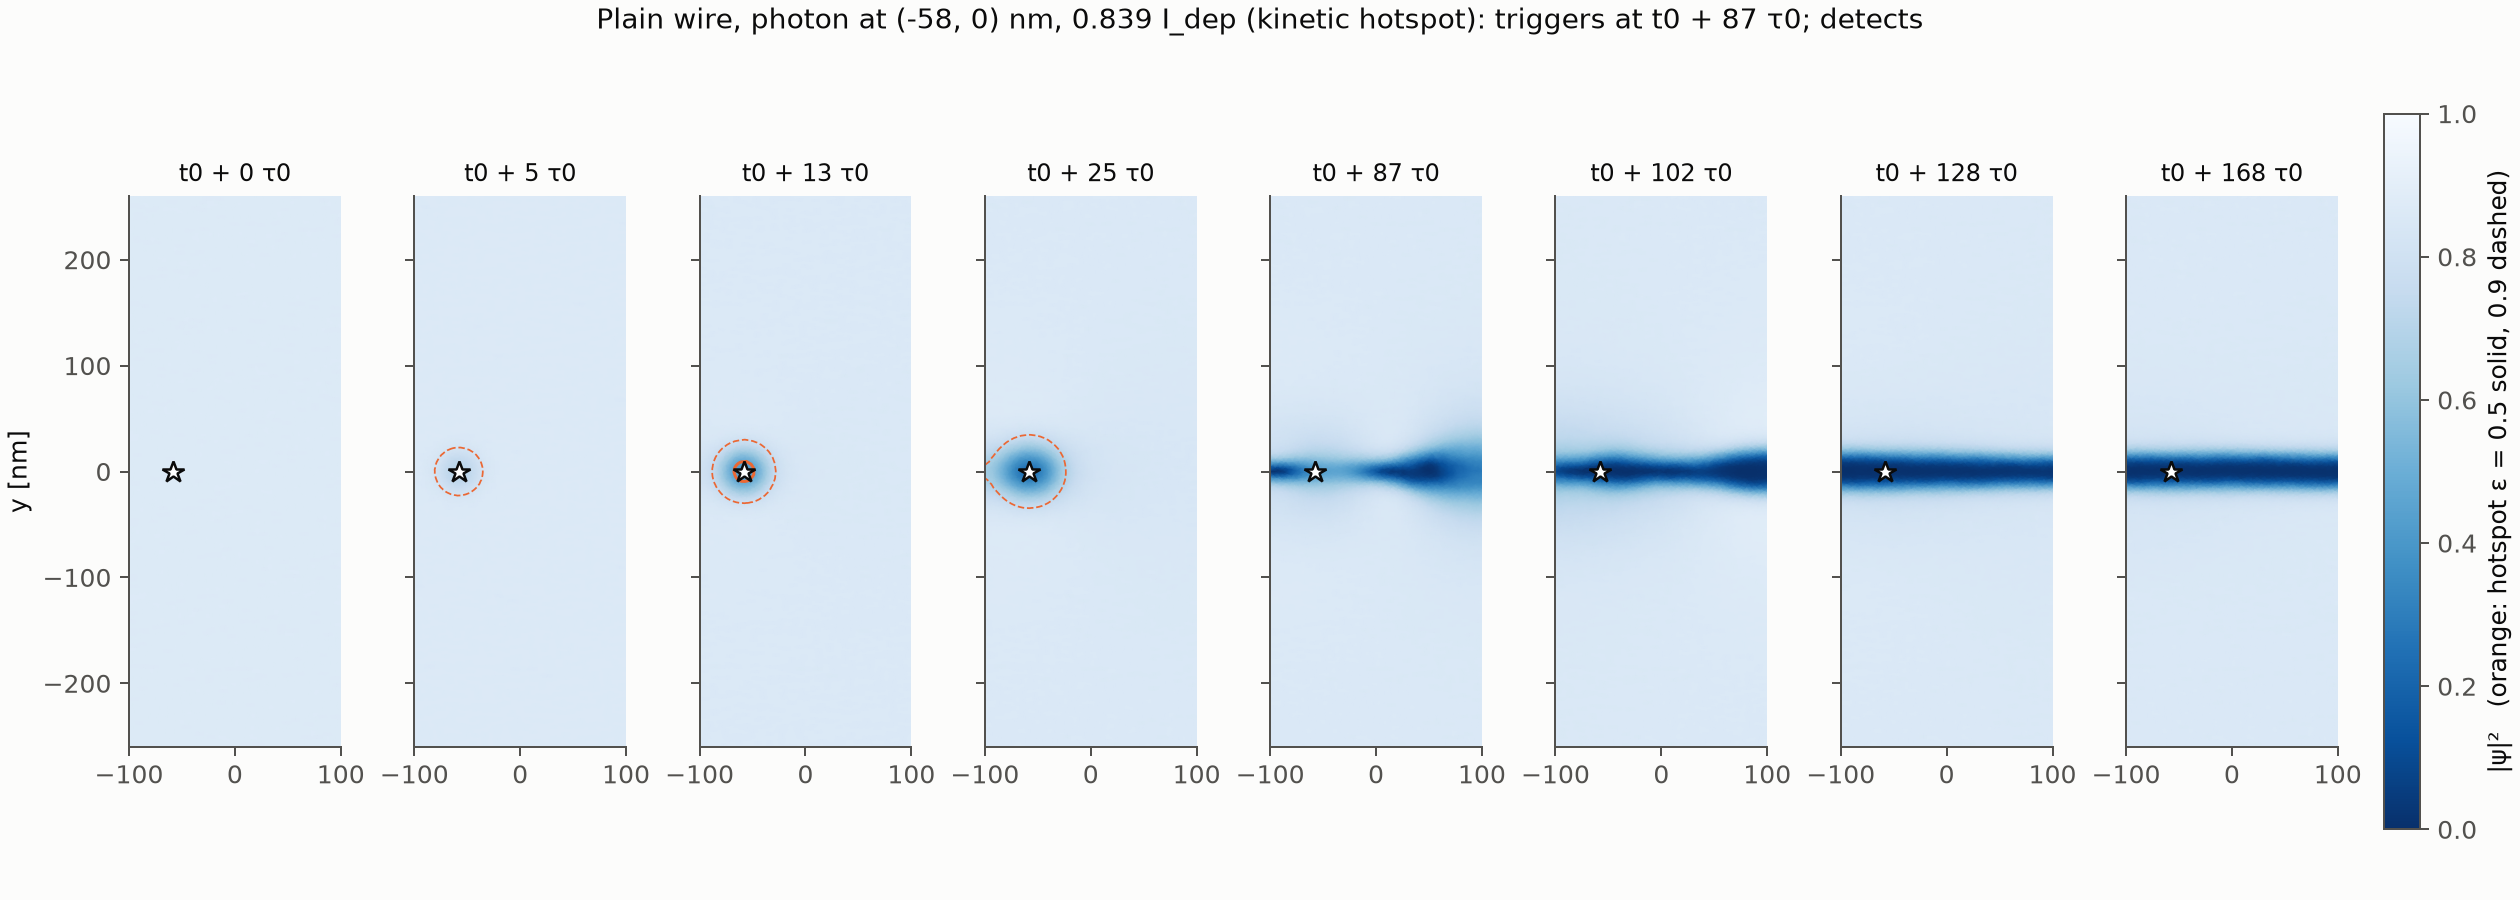 Plain wire, photon at (-58, 0) nm, 0.839 I_dep (kinetic hotspot): triggers at t0 + 87 τ0; detects
t0 + 0 τ0
t0 + 5 τ0
t0 + 13 τ0
t0 + 25 τ0
t0 + 87 τ0
t0 + 102 τ0
t0 + 128 τ0
t0 + 168 τ0
y [nm]
200
100
0
−100
−200
−100 0 100
−100 0 100
−100 0 100
−100 0 100
−100 0 100
−100 0 100
−100 0 100
−100 0 100
1.0
0.8
0.6
0.4
0.2
0.0
|ψ|² (orange: hotspot ε = 0.5 solid, 0.9 dashed)